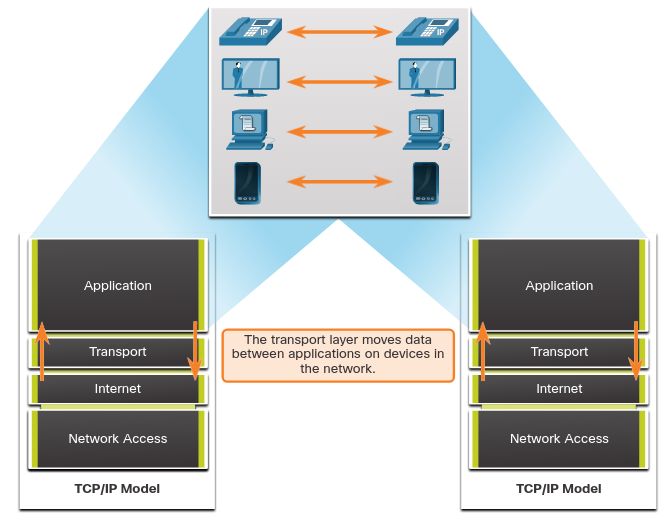 IP
IP
Application
Transport
Internet
Network Access
TCP/IP Model
The transport layer moves data
between applications on devices in
the network.
Application
Transport
Internet
Network Access
TCP/IP Model